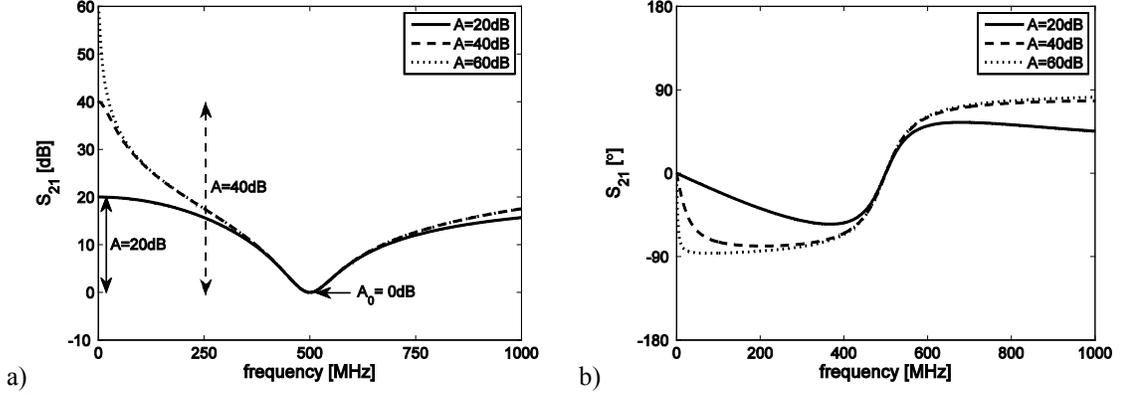 60
50
40
30
20
10
0
-10
S21 [dB]
A=20dB
A=40dB
A=60dB
A=40dB
A=20dB
A0= 0dB
0 250 500 750 1000
frequency [MHz]
a)
180
90
0
-90
-180
S21 [°]
A=20dB
A=40dB
A=60dB
0 200 400 600 800 1000
frequency [MHz]
b)